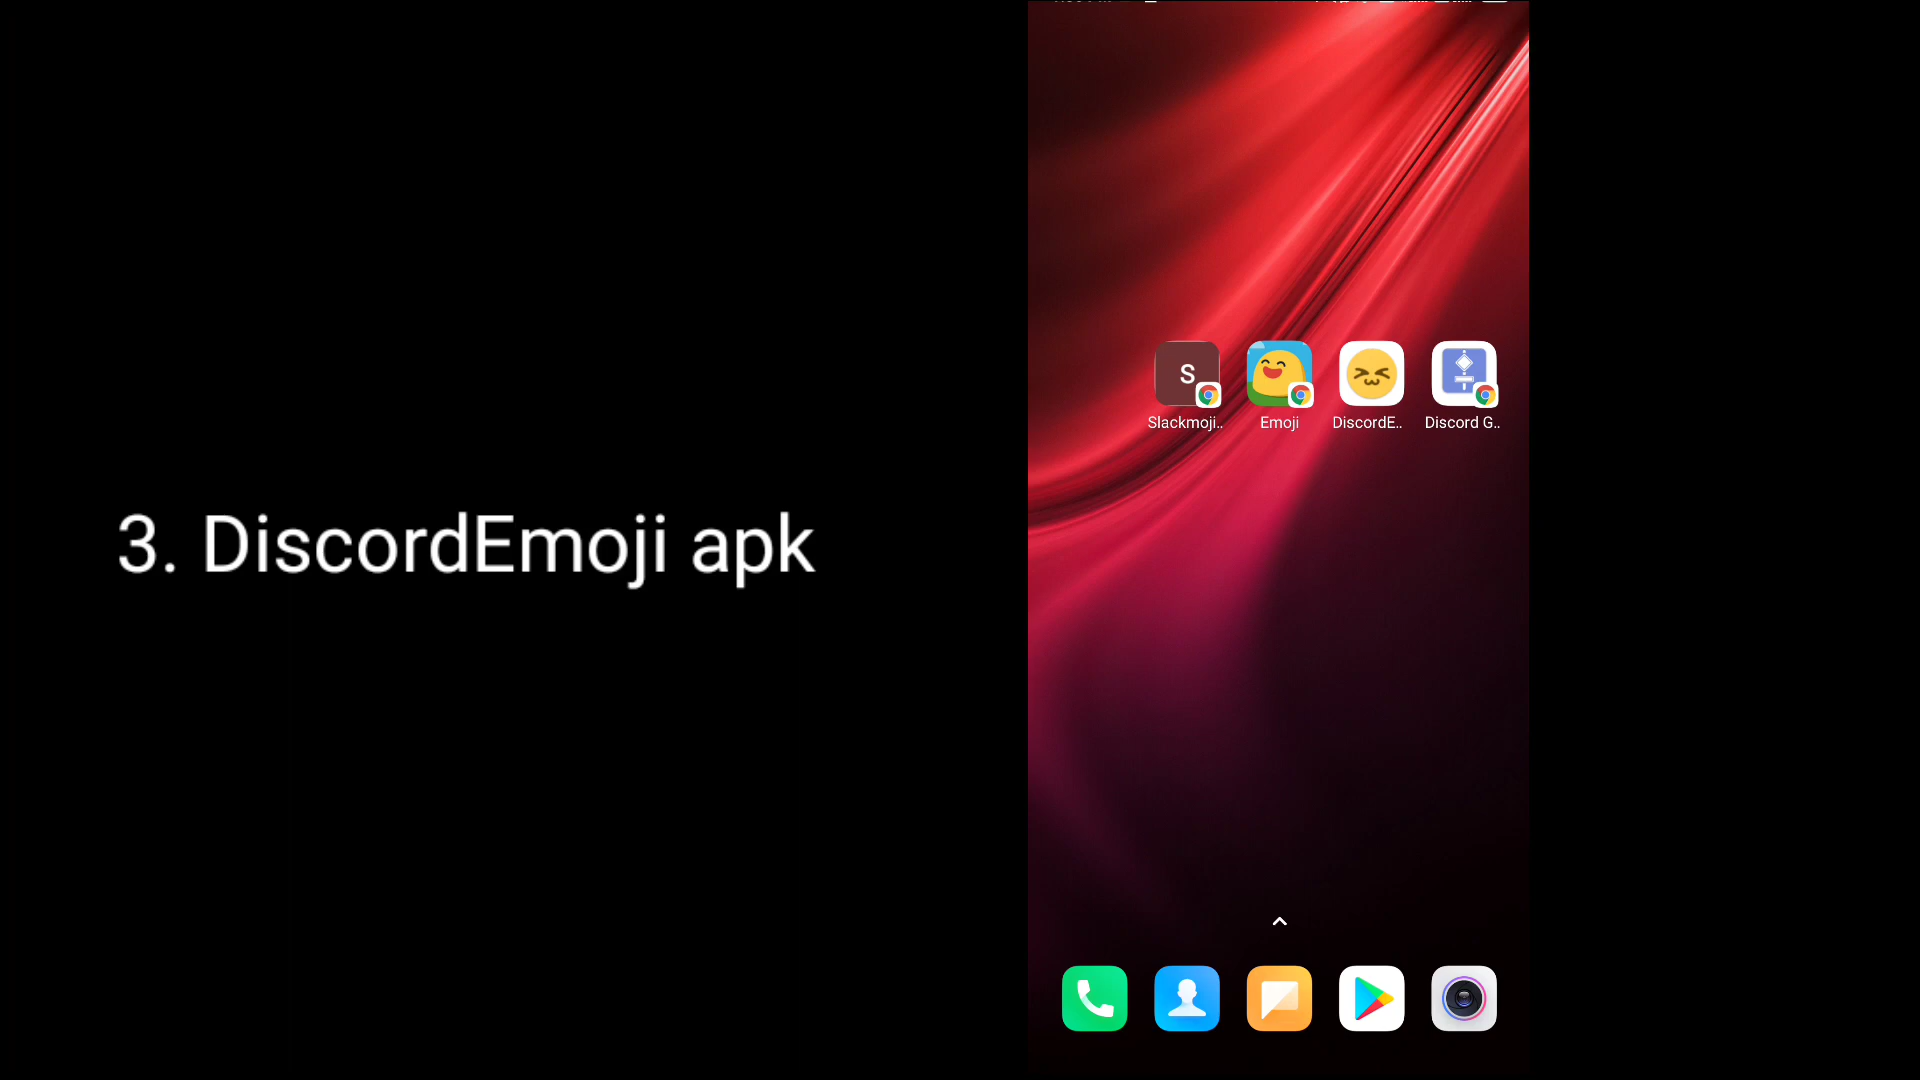 3. DiscordEmoji apk
S
Slackmoji..
Emoji
DiscordE..
Discord G..